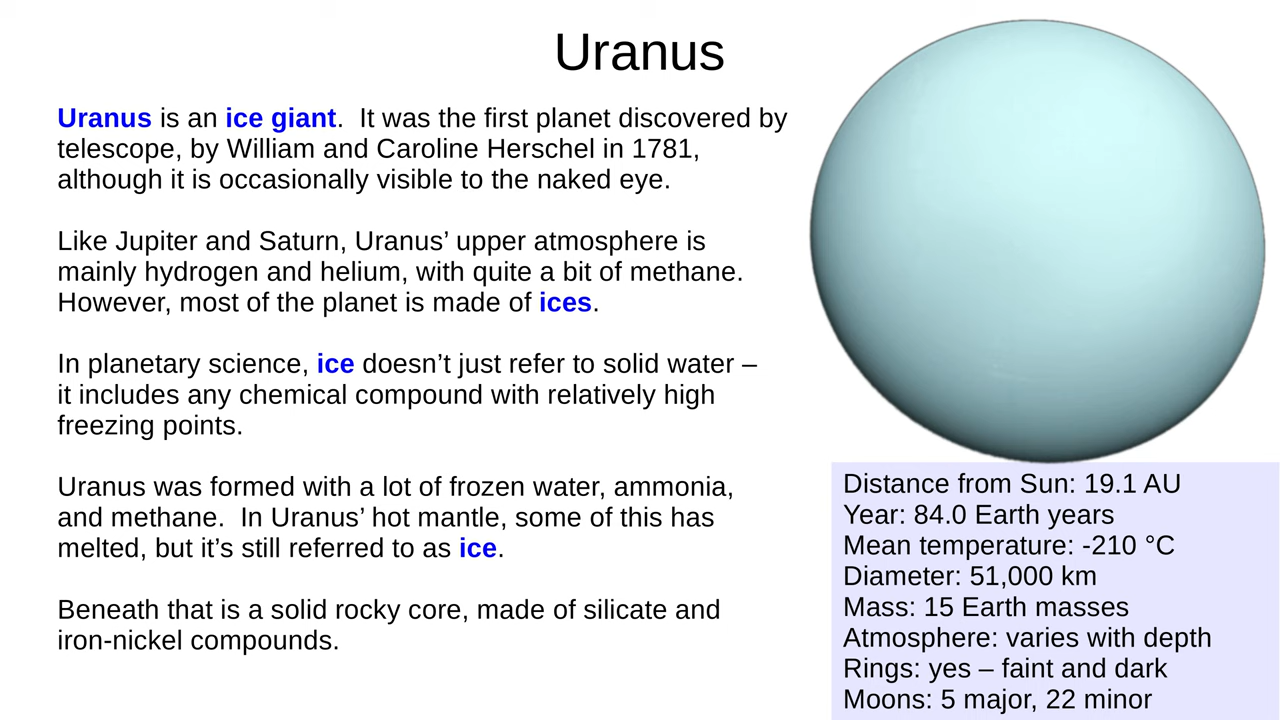 Uranus
Uranus is an ice giant.  It was the first planet discovered by
telescope, by William and Caroline Herschel in 1781,
although it is occasionally visible to the naked eye.
Like Jupiter and Saturn, Uranus’ upper atmosphere is
mainly hydrogen and helium, with quite a bit of methane.
However, most of the planet is made of ices.
In planetary science, ice doesn’t just refer to solid water –
it includes any chemical compound with relatively high
freezing points.
Uranus was formed with a lot of frozen water, ammonia,
and methane.  In Uranus’ hot mantle, some of this has
melted, but it’s still referred to as ice.
Beneath that is a solid rocky core, made of silicate and
iron-nickel compounds.
Distance from Sun: 19.1 AU
Year: 84.0 Earth years
Mean temperature: -210 °C
Diameter: 51,000 km
Mass: 15 Earth masses
Atmosphere: varies with depth
Rings: yes – faint and dark
Moons: 5 major, 22 minor